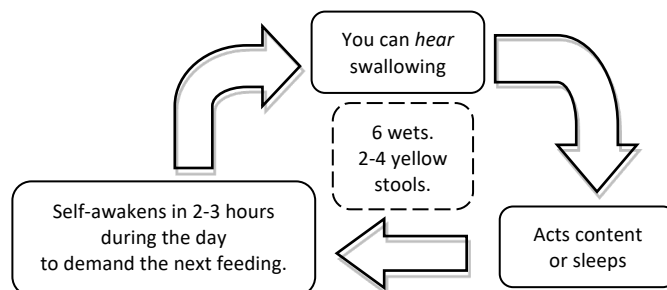 You can hear
swallowing
6 wets.
2-4 yellow
stools.
Self-awakens in 2-3 hours
during the day
to demand the next feeding.
Acts content
or sleeps